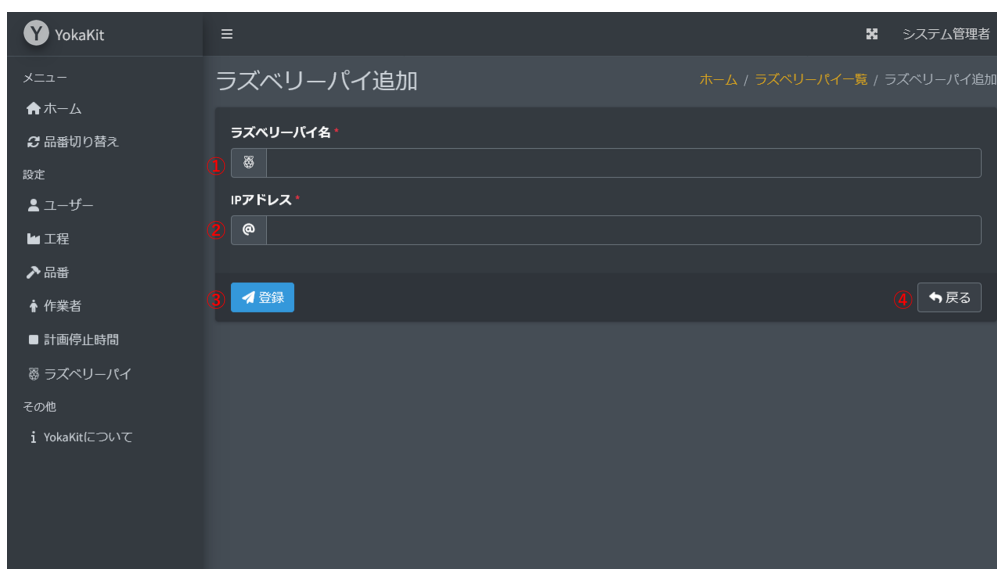 YokaKit
システム管理者
メニュー
ホーム
品番切り替え
設定
ユーザー
工程
品番
作業者
計画停止時間
ラズベリーパイ
その他
YokaKitについて
ラズベリーパイ追加
ホーム / ラズベリーパイ一覧 / ラズベリーパイ追加
ラズベリーパイ名 *
①
IPアドレス *
② @
③ 登録
④ 戻る